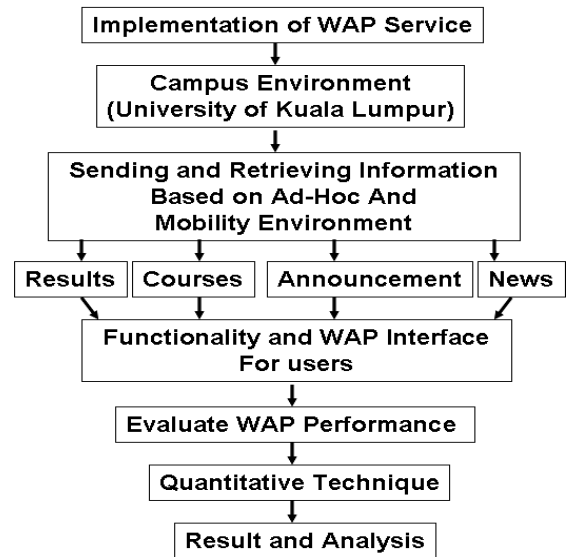 Implementation of WAP Service
Campus Environment
(University of Kuala Lumpur)
Sending and Retrieving Information
Based on Ad-Hoc And
Mobility Environment
Results
Courses
Announcement
News
Functionality and WAP Interface
For users
Evaluate WAP Performance
Quantitative Technique
Result and Analysis